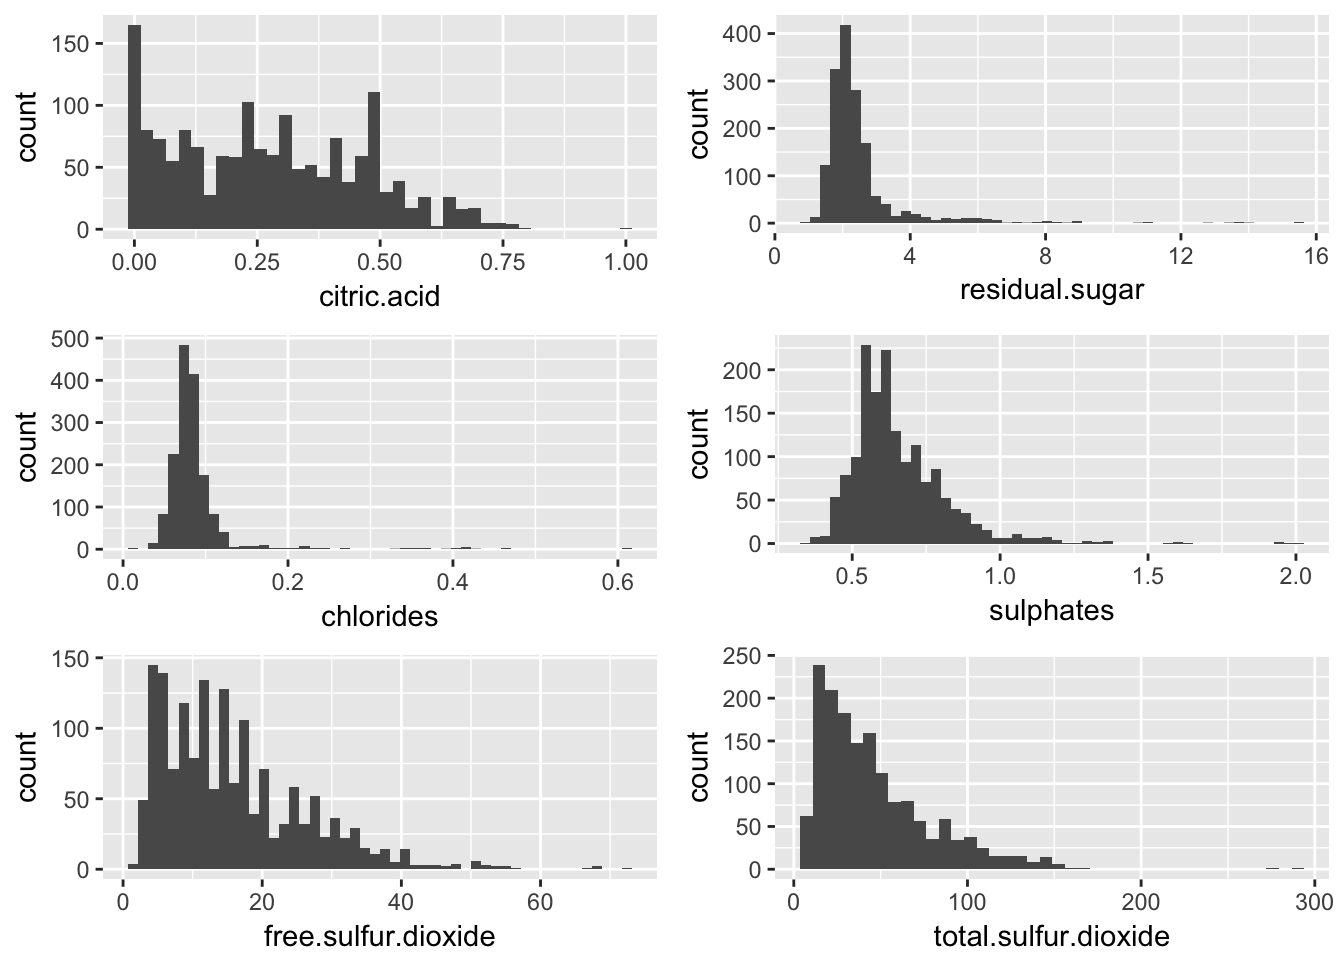 count
150
100
50
0
0.00 0.25 0.50 0.75 1.00
citric.acid
count
400
300
200
100
0
0 4 8 12 16
residual.sugar
count
500
400
300
200
100
0
0.0 0.2 0.4 0.6
chlorides
count
200
150
100
50
0
0.5 1.0 1.5 2.0
sulphates
count
150
100
50
0
0 20 40 60
free.sulfur.dioxide
count
250
200
150
100
50
0
0 100 200 300
total.sulfur.dioxide